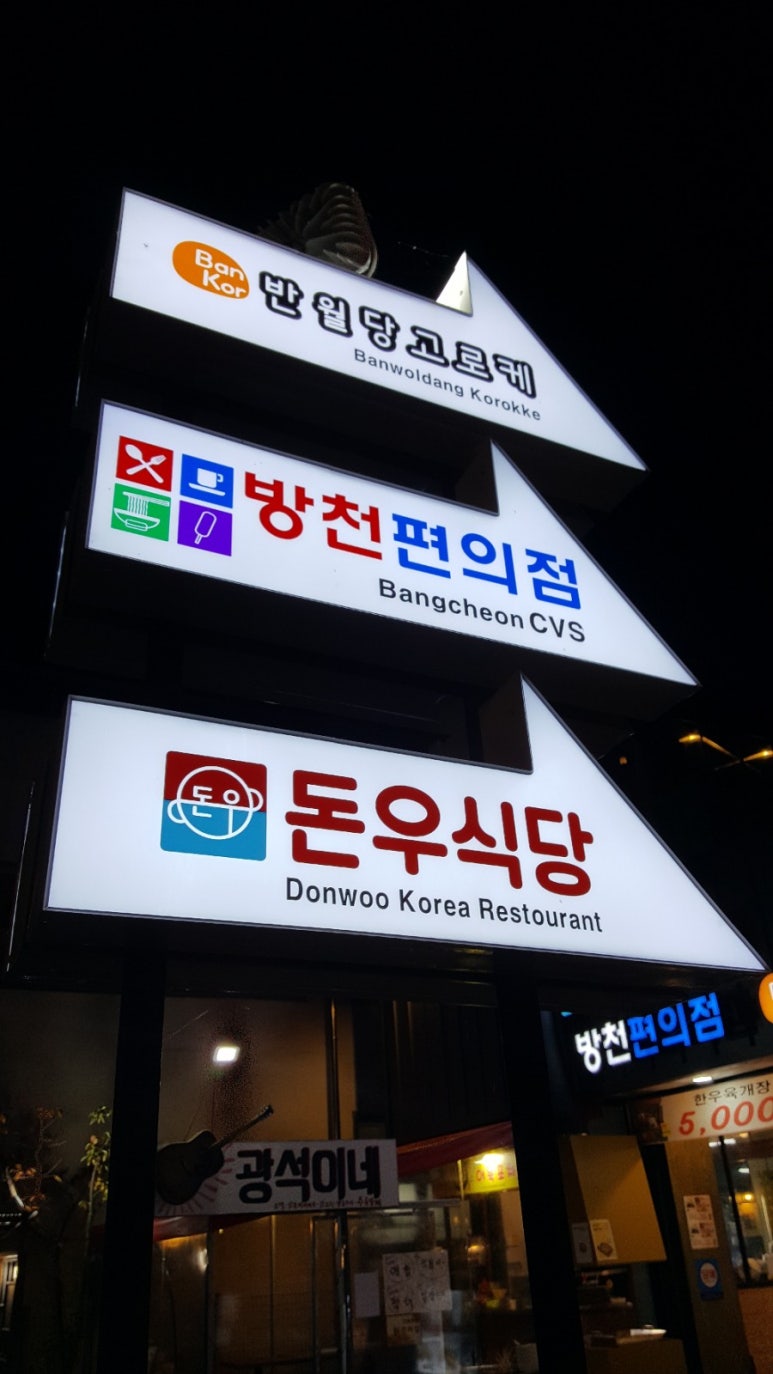 Ban
Kor
반월당고로케
Banwoldang Korokke
방천편의점
Bangcheon CVS
돈우
돈우식당
Donwoo Korea Restourant
방천편의점
한우육개장
5,000
광석이네